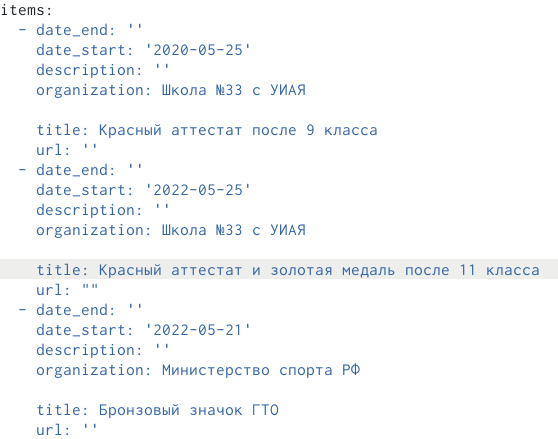 items:
- date_end: ''
date_start: '2020-05-25'
description: ''
organization: Школа №33 с УИАЯ
title: Красный аттестат после 9 класса
url: ''
- date_end: ''
date_start: '2022-05-25'
description: ''
organization: Школа №33 с УИАЯ
title: Красный аттестат и золотая медаль после 11 класса
url: ""
- date_end: ''
date_start: '2022-05-21'
description: ''
organization: Министерство спорта РФ
title: Бронзовый значок ГТО
url: ''